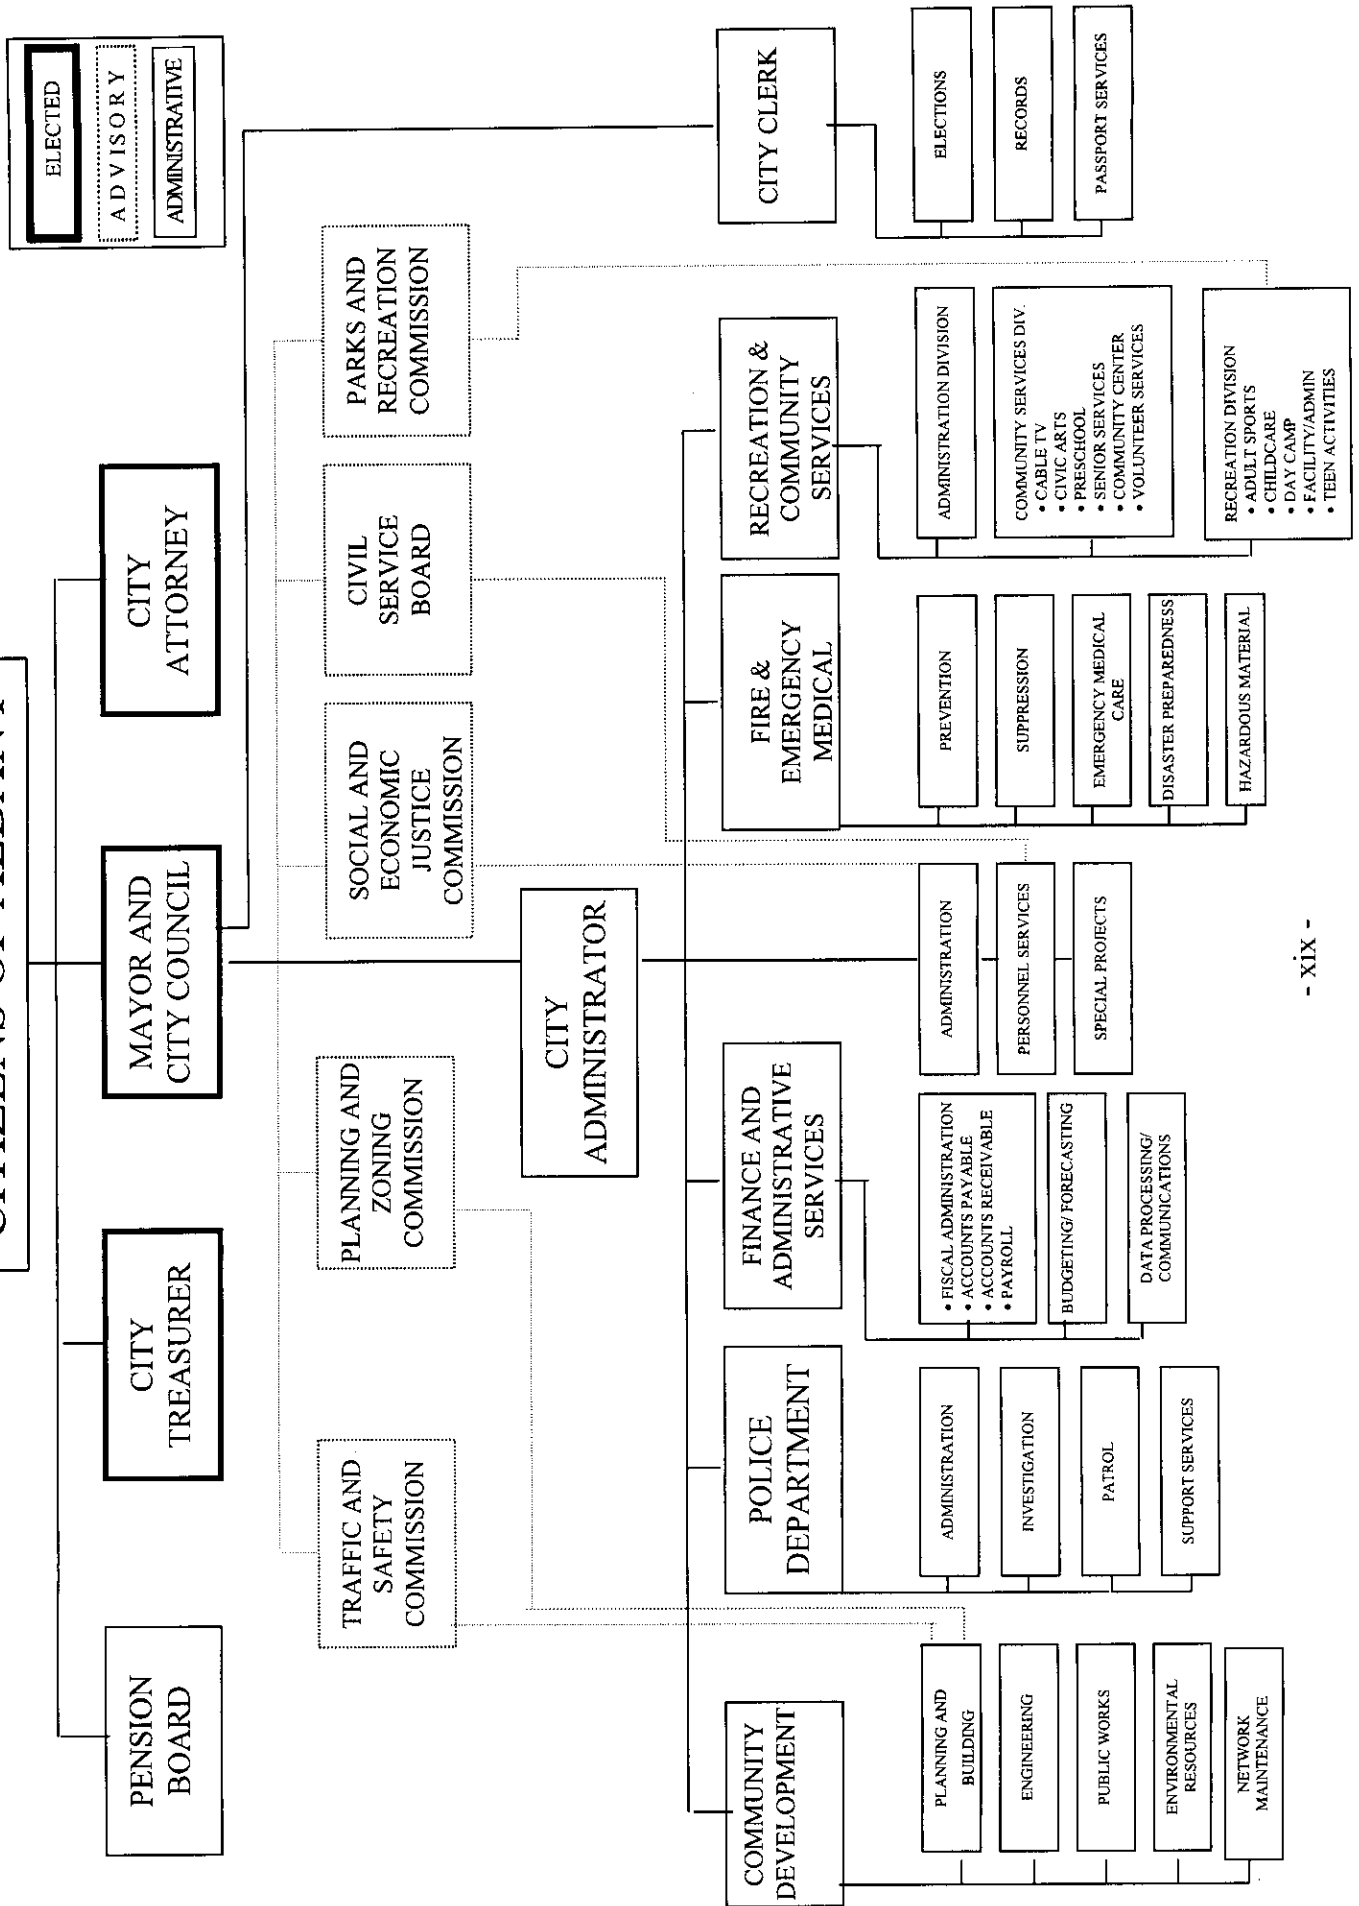 CITIZENS OF ALBANY
ELECTED
ADVISORY
ADMINISTRATIVE
PENSION
BOARD
CITY
TREASURER
MAYOR AND
CITY COUNCIL
CITY
ATTORNEY
TRAFFIC AND
SAFETY
COMMISSION
PLANNING AND
ZONING
COMMISSION
SOCIAL AND
ECONOMIC
JUSTICE
COMMISSION
CIVIL
SERVICE
BOARD
PARKS AND
RECREATION
COMMISSION
CITY
ADMINISTRATOR
COMMUNITY
DEVELOPMENT
PLANNING AND
BUILDING
ENGINEERING
PUBLIC WORKS
ENVIRONMENTAL
RESOURCES
NETWORK
MAINTENANCE
POLICE
DEPARTMENT
ADMINISTRATION
INVESTIGATION
PATROL
SUPPORT SERVICES
FINANCE AND
ADMINISTRATIVE
SERVICES
• FISCAL ADMINISTRATION
• ACCOUNTS PAYABLE
• ACCOUNTS RECEIVABLE
• PAYROLL
BUDGETING/ FORECASTING
DATA PROCESSING/
COMMUNICATIONS
ADMINISTRATION
PERSONNEL SERVICES
SPECIAL PROJECTS
FIRE &
EMERGENCY
MEDICAL
PREVENTION
SUPPRESSION
EMERGENCY MEDICAL
CARE
DISASTER PREPAREDNESS
HAZARDOUS MATERIAL
RECREATION &
COMMUNITY
SERVICES
ADMINISTRATION DIVISION
COMMUNITY SERVICES DIV.
• CABLE TV
• CIVIC ARTS
• PRESCHOOL
• SENIOR SERVICES
• COMMUNITY CENTER
• VOLUNTEER SERVICES
RECREATION DIVISION
• ADULT SPORTS
• CHILDCARE
• DAY CAMP
• FACILITY/ADMIN
• TEEN ACTIVITIES
CITY CLERK
ELECTIONS
RECORDS
PASSPORT SERVICES
- xix -